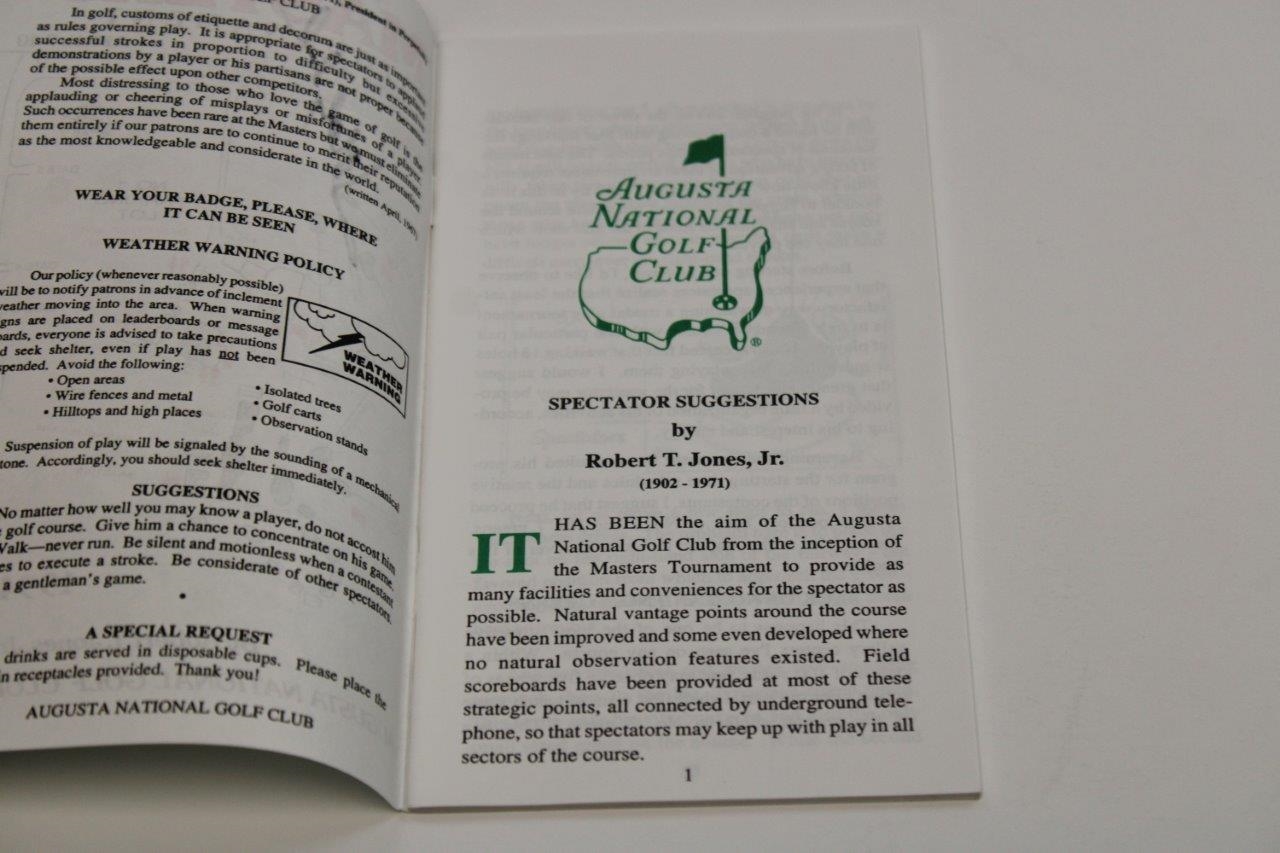 CLUB
), President in
In golf, customs of etiquette and decorum are just as important
as rules governing play. It is appropriate for spectators to applaud
successful strokes in proportion to difficulty but excessive
demonstrations by a player or his partisans are not proper because
of the possible effect upon other competitors.
Most distressing to those who love the game of golf is the
applauding or cheering of misplays or misfortunes of a player.
Such occurrences have been rare at the Masters but we must eliminate
them entirely if our patrons are to continue to merit their reputation
as the most knowledgeable and considerate in the world.
(written April,
WEAR YOUR BADGE, PLEASE, WHERE
IT CAN BE SEEN
WEATHER WARNING POLICY
Our policy (whenever reasonably possible)
will be to notify patrons in advance of inclement
weather moving into the area. When warning
gns are placed on leaderboards or message
ards, everyone is advised to take precautions
d seek shelter, even if play has not been
spended. Avoid the following:
• Open areas
• Wire fences and metal
• Hilltops and high places
• Isolated trees
• Golf carts
• Observation stands
WEATHER
WARNING
Suspension of play will be signaled by the sounding of a mechanical
tone. Accordingly, you should seek shelter immediately.
SUGGESTIONS
No matter how well you may know a player, do not accost him
golf course. Give him a chance to concentrate on his game.
Walk—never run. Be silent and motionless when a contestant
es to execute a stroke. Be considerate of other spectators.
a gentleman's game.
•
A SPECIAL REQUEST
drinks are served in disposable cups. Please place the
in receptacles provided. Thank you!
AUGUSTA NATIONAL GOLF CLUB
AUGUSTA
NATIONAL
GOLF
CLUB
®
SPECTATOR SUGGESTIONS
by
Robert T. Jones, Jr.
(1902 - 1971)
IT HAS BEEN the aim of the Augusta
National Golf Club from the inception of
the Masters Tournament to provide as
many facilities and conveniences for the spectator as
possible. Natural vantage points around the course
have been improved and some even developed where
no natural observation features existed. Field
scoreboards have been provided at most of these
strategic points, all connected by underground tele-
phone, so that spectators may keep up with play in all
sectors of the course.
1